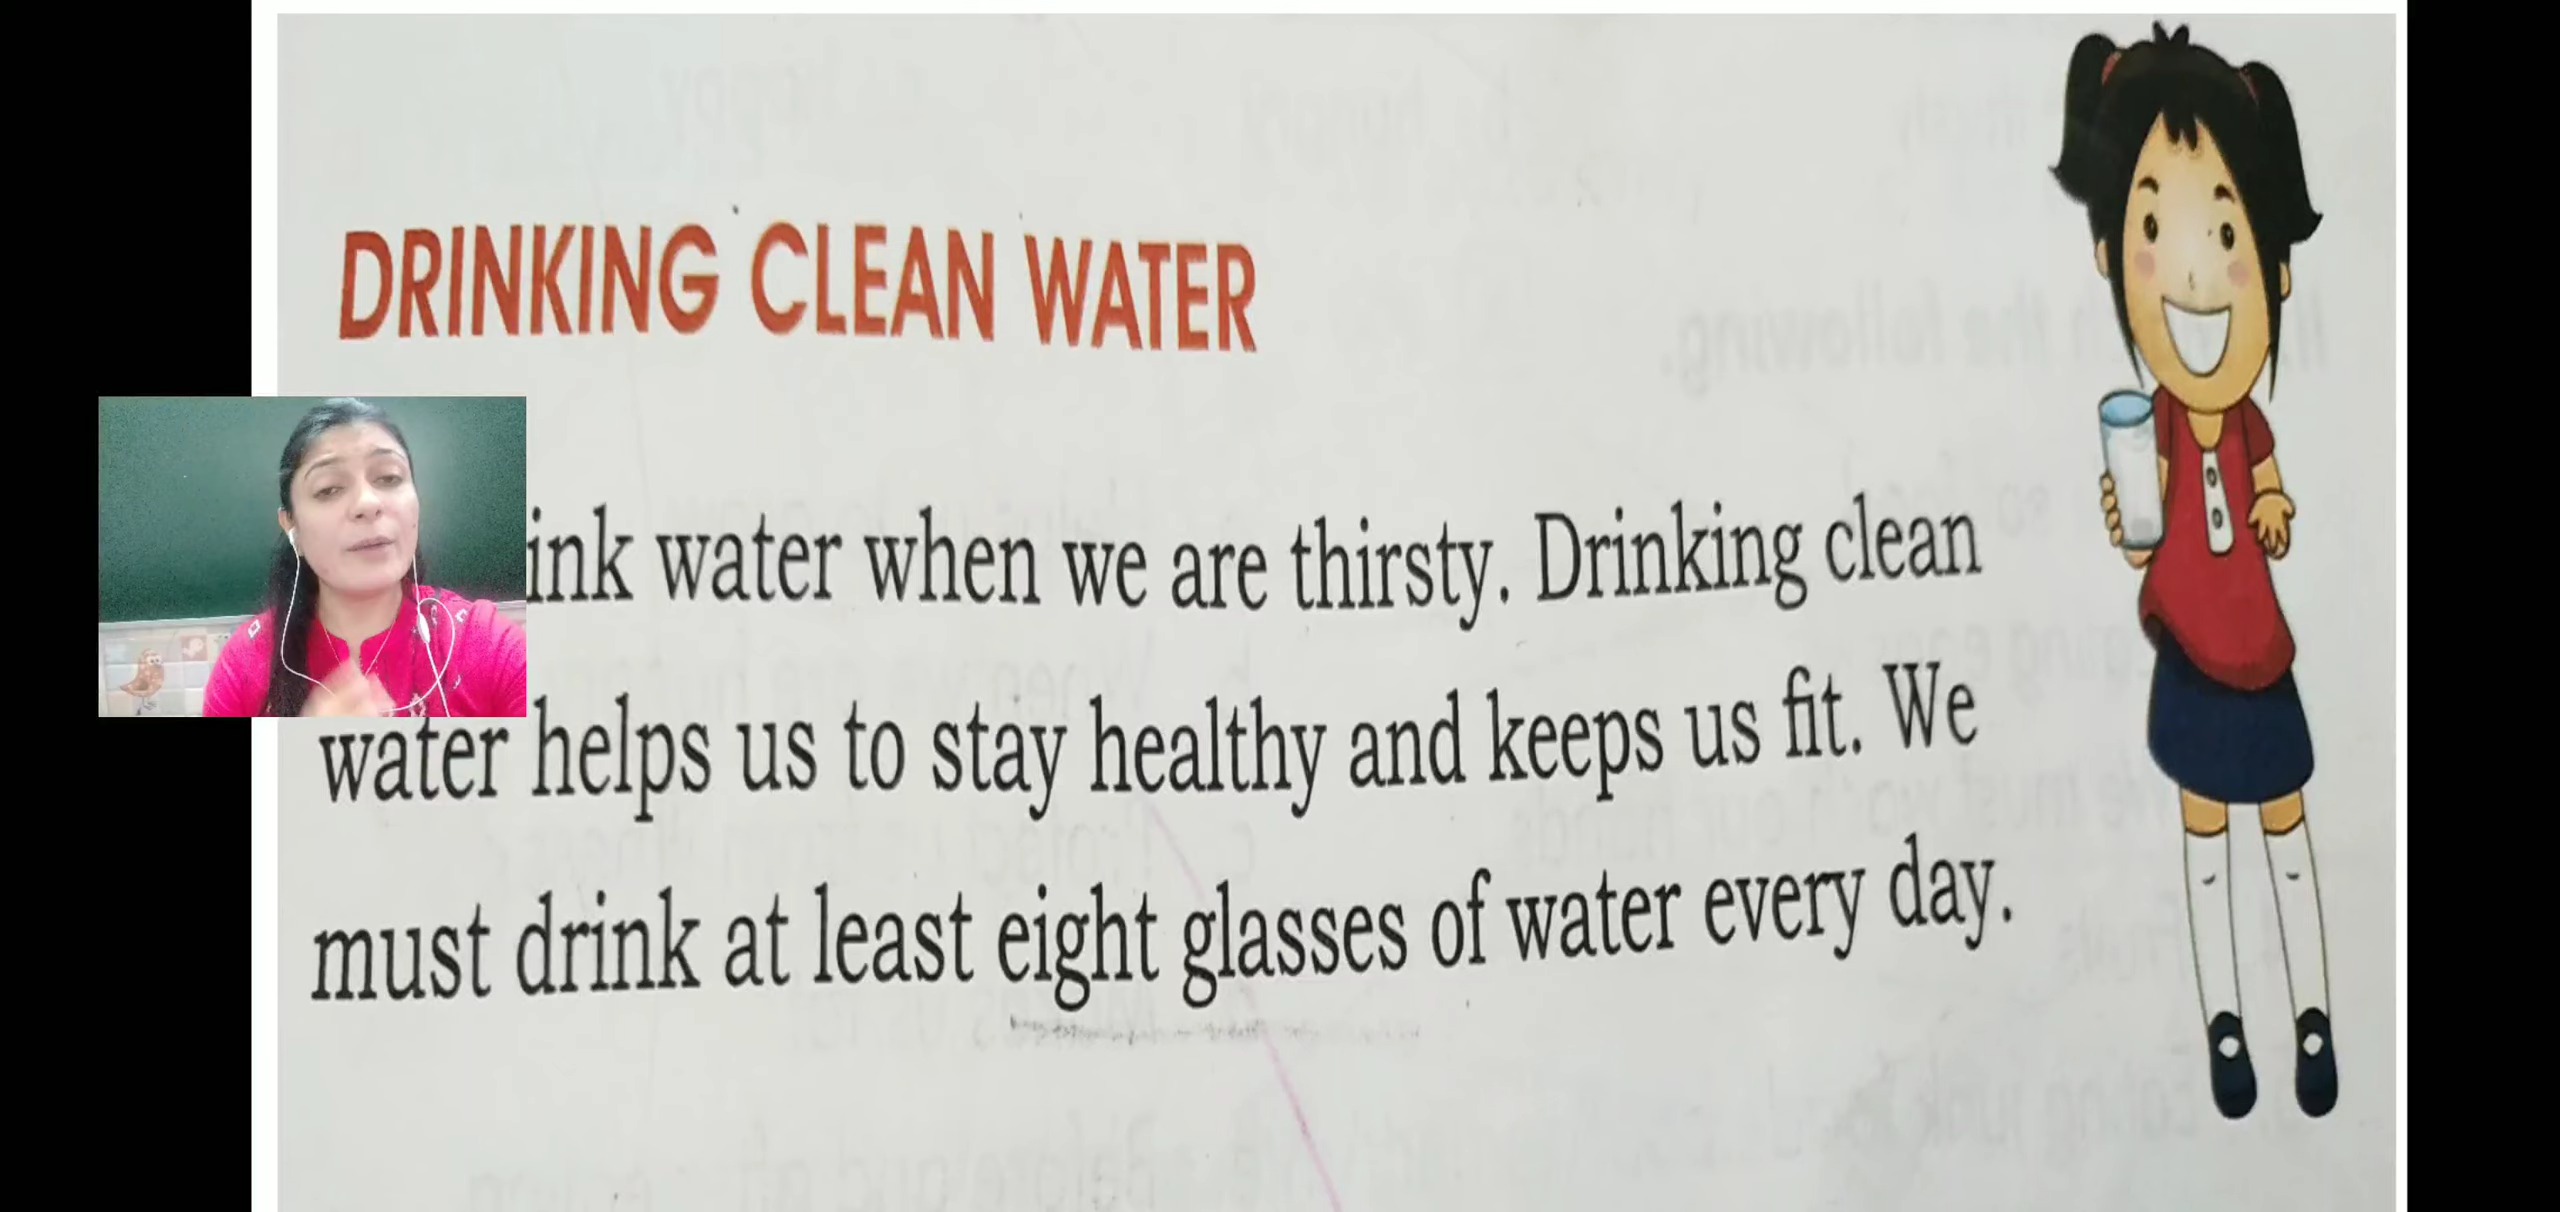 DRINKING CLEAN WATER
ink water when we are thirsty. Drinking clean
water helps us to stay healthy and keeps us fit. We
must drink at least eight glasses of water every day.